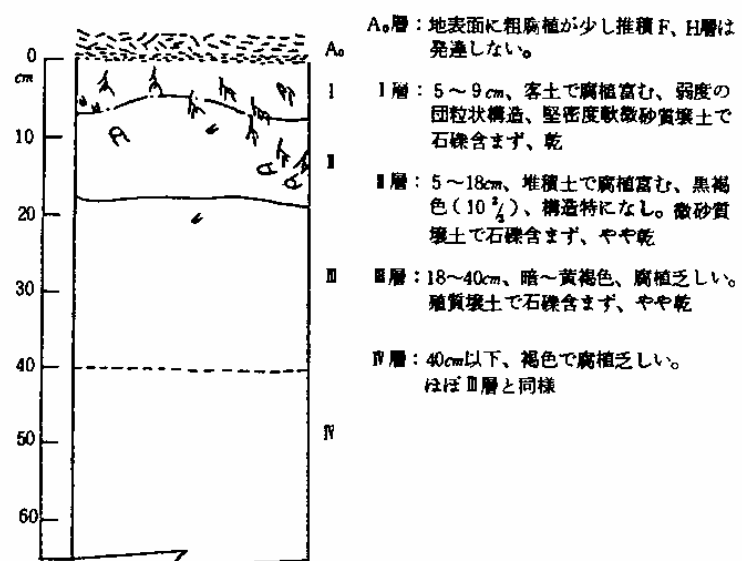 0
cm
10
20
30
40
50
60
A₀
I
II
III
IV
A₀層：地表面に粗腐植が少し推積F、H層は
発達しない。
I層：5～9cm、客土で腐植富む、弱度の
団粒状構造、堅密度軟微砂質壌土で
石礫含まず、乾
II層：5～18cm、堆積土で腐植富む、黒褐
色（10 2/3）、構造特になし。微砂質
壌土で石礫含まず、やや乾
III層：18～40cm、暗～黄褐色、腐植乏しい。
殖質壌土で石礫含まず、やや乾
IV層：40cm以下、褐色で腐植乏しい。
ほぼIII層と同様